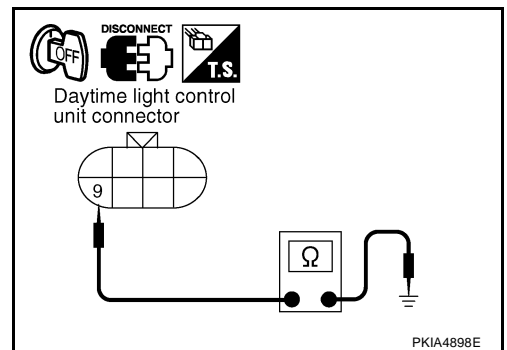 DISCONNECT
OFF
T.S.
Daytime light control
unit connector
9
Ω
PKIA4898E